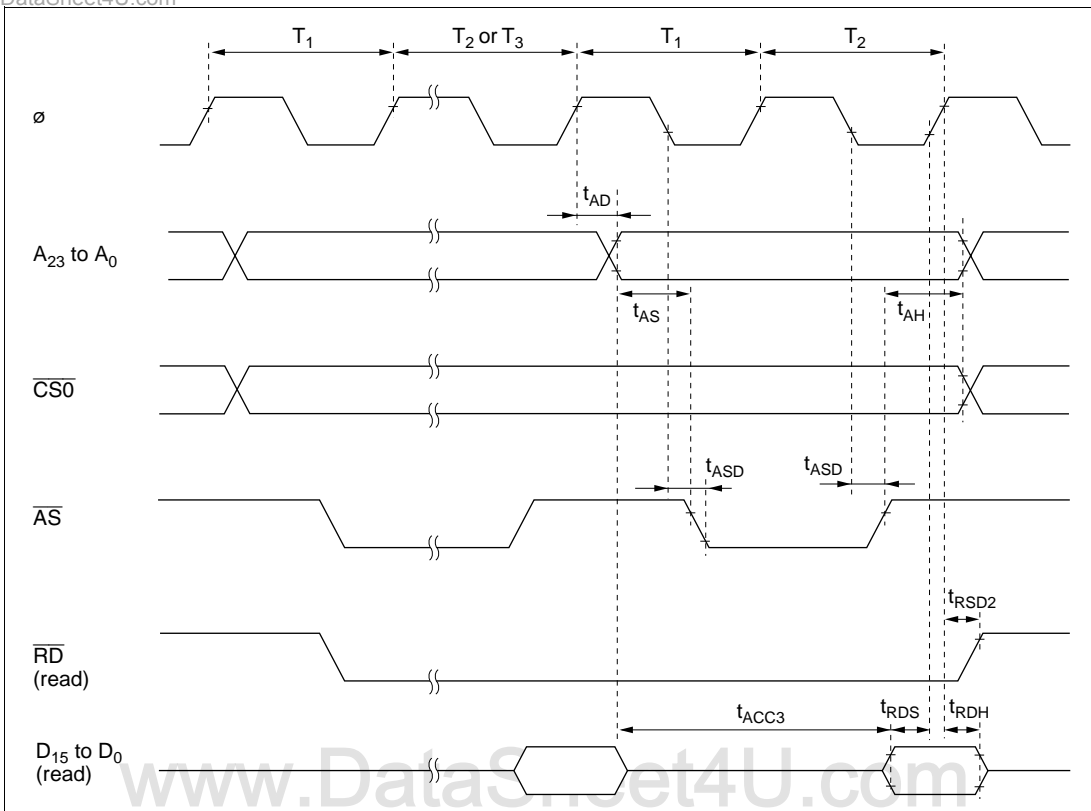 DataSheet4U.com
T1 T2 or T3 T1 T2
ø
tAD
A23 to A0
tAS tAH
CS0
tASD tASD
AS
tRSD2
RD
(read)
tACC3 tRDS tRDH
D15 to D0
(read)
www.DataSheet4U.com